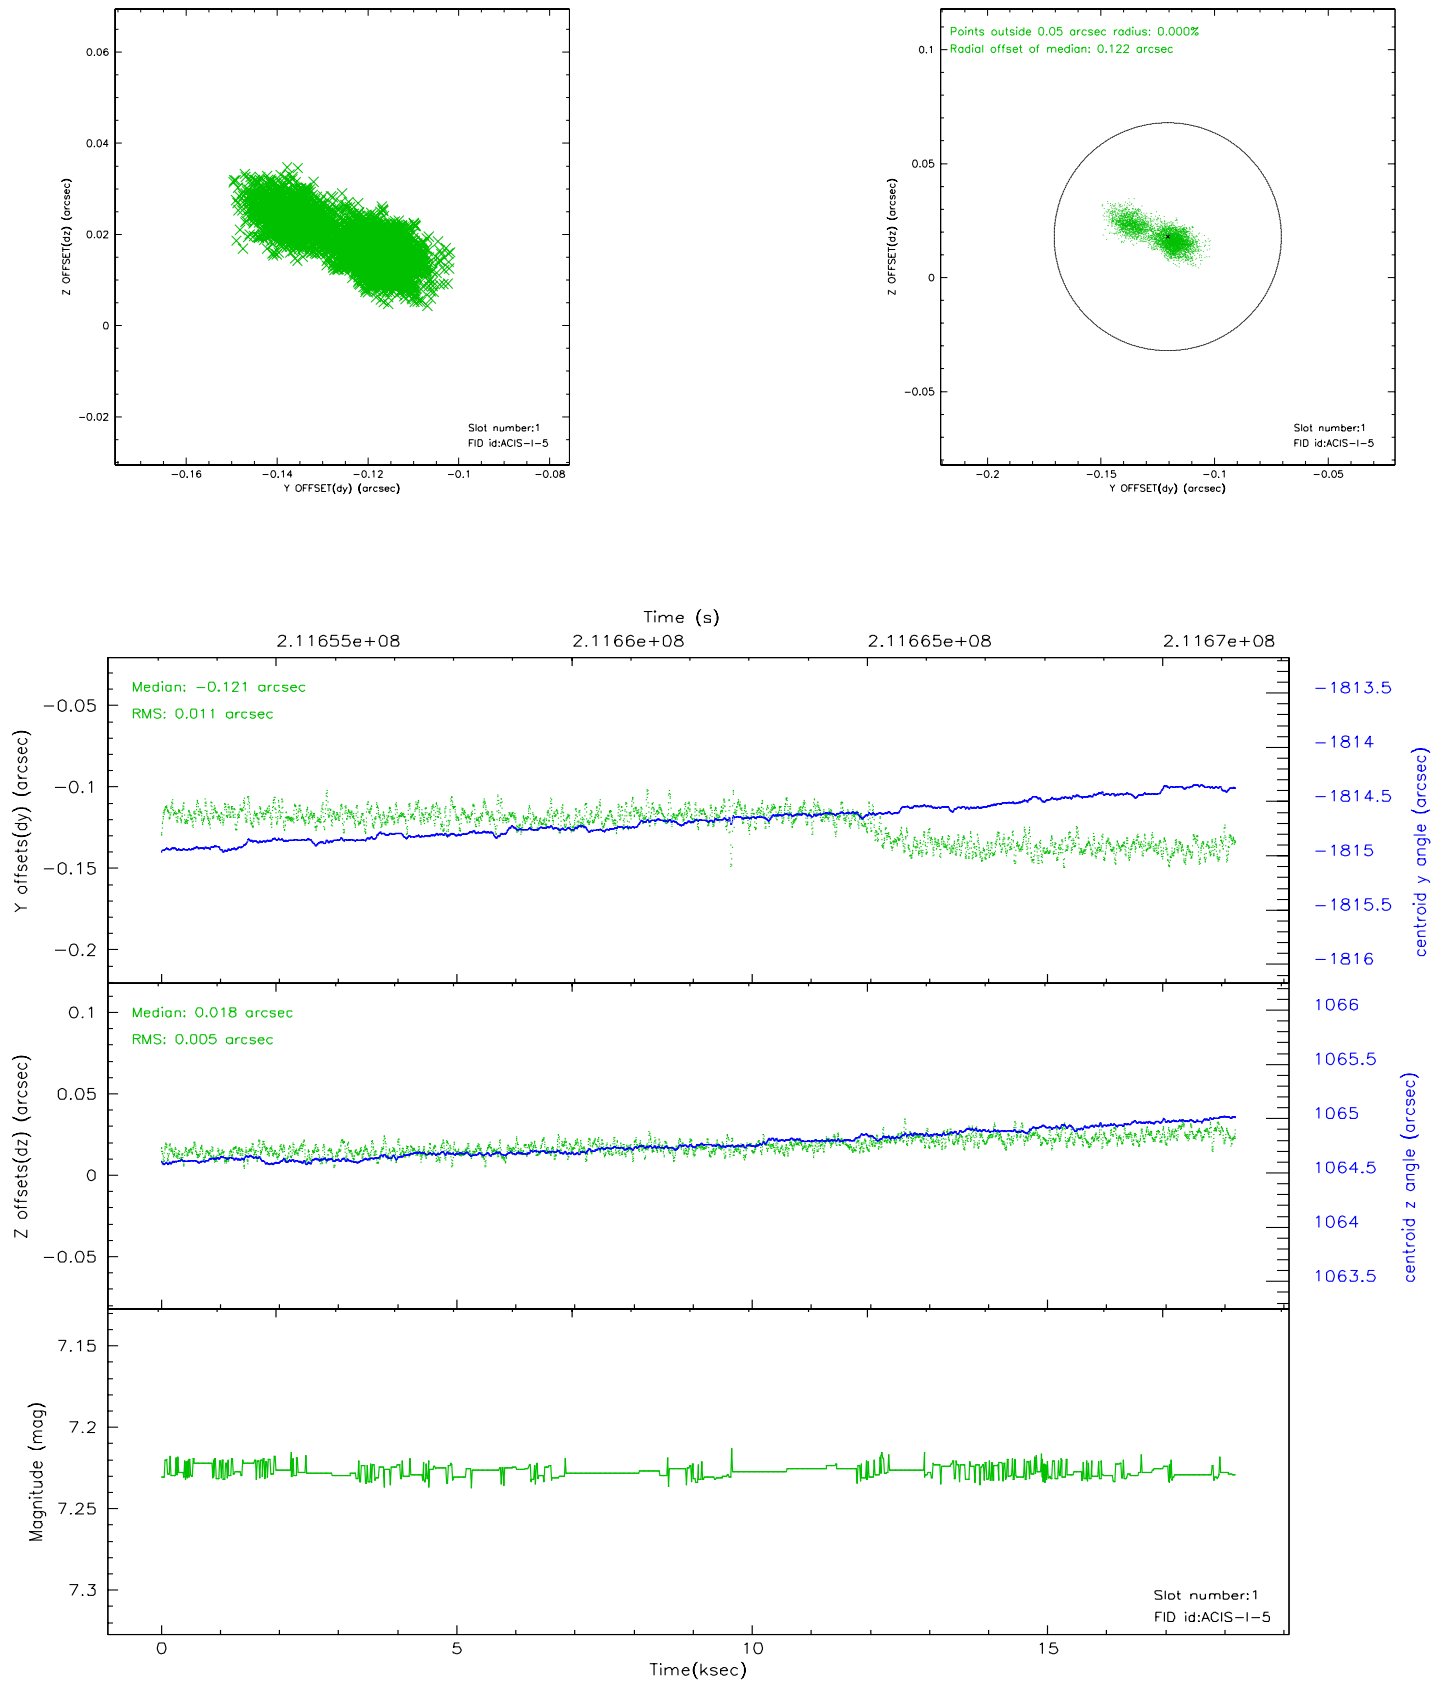 0.06
0.04
0.02
0
−0.02
Z OFFSET(dz) (arcsec)
Slot number:1
FID id:ACIS−I−5
−0.16
−0.14
−0.12
−0.1
−0.08
Y OFFSET(dy) (arcsec)
Points outside 0.05 arcsec radius: 0.000%
Radial offset of median: 0.122 arcsec
0.1
0.05
0
−0.05
Z OFFSET(dz) (arcsec)
Slot number:1
FID id:ACIS−I−5
−0.2
−0.15
−0.1
−0.05
Y OFFSET(dy) (arcsec)
Time (s)
2.11655e+08
2.1166e+08
2.11665e+08
2.1167e+08
Median: −0.121 arcsec
RMS: 0.011 arcsec
−0.05
−0.1
−0.15
−0.2
Y offsets(dy) (arcsec)
−1813.5
−1814
−1814.5
−1815
−1815.5
−1816
centroid y angle (arcsec)
Median: 0.018 arcsec
RMS: 0.005 arcsec
0.1
0.05
0
−0.05
Z offsets(dz) (arcsec)
1066
1065.5
1065
1064.5
1064
1063.5
centroid z angle (arcsec)
7.15
7.2
7.25
7.3
Magnitude (mag)
Slot number:1
FID id:ACIS−I−5
0
5
10
15
Time(ksec)